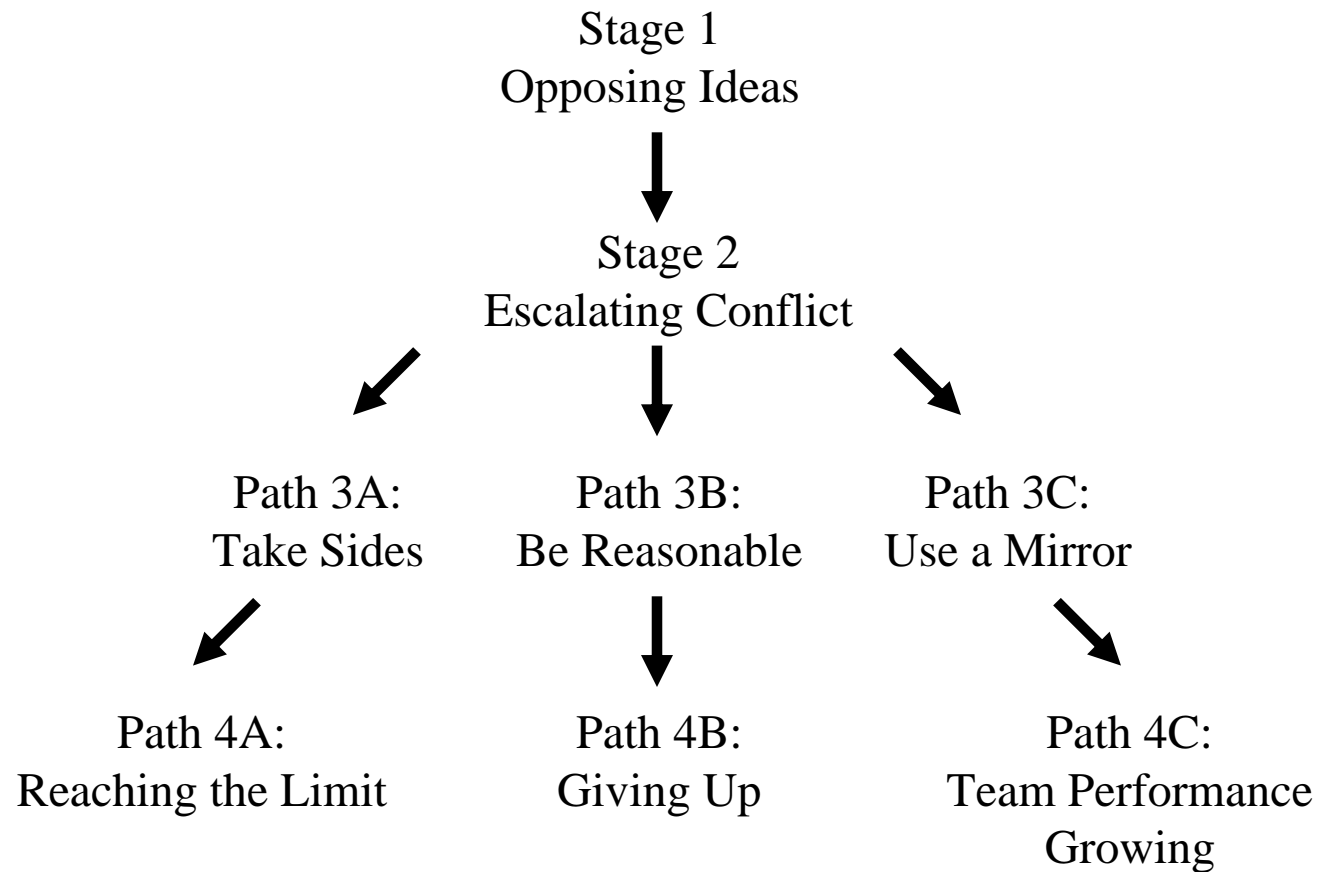 Stage 1
Opposing Ideas
Stage 2
Escalating Conflict
Path 3A:
Take Sides
Path 3B:
Be Reasonable
Path 3C:
Use a Mirror
Path 4A:
Reaching the Limit
Path 4B:
Giving Up
Path 4C:
Team Performance
Growing